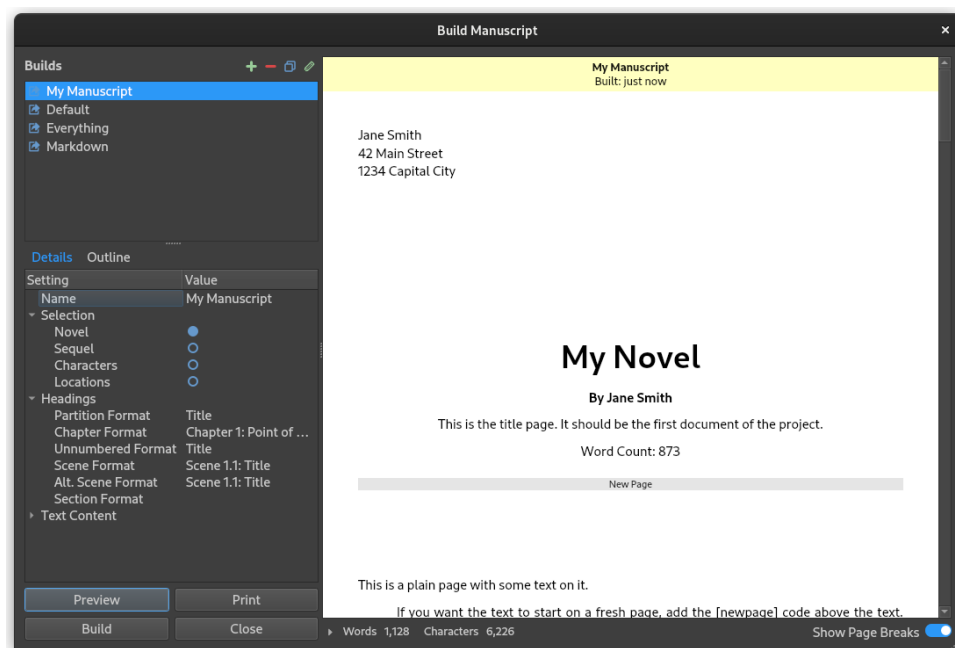 Build Manuscript
Builds
My Manuscript
Default
Everything
Markdown
Details Outline
Setting Value
Name My Manuscript
Selection
Novel
Sequel
Characters
Locations
Headings
Partition Format Title
Chapter Format Chapter 1: Point of ...
Unnumbered Format Title
Scene Format Scene 1.1: Title
Alt. Scene Format Scene 1.1: Title
Section Format
Text Content
Preview Print
Build Close
My Manuscript
Built: just now
Jane Smith
42 Main Street
1234 Capital City
My Novel
By Jane Smith
This is the title page. It should be the first document of the project.
Word Count: 873
New Page
This is a plain page with some text on it.
If you want the text to start on a fresh page, add the [newpage] code above the text.
Words 1,128 Characters 6,226
Show Page Breaks